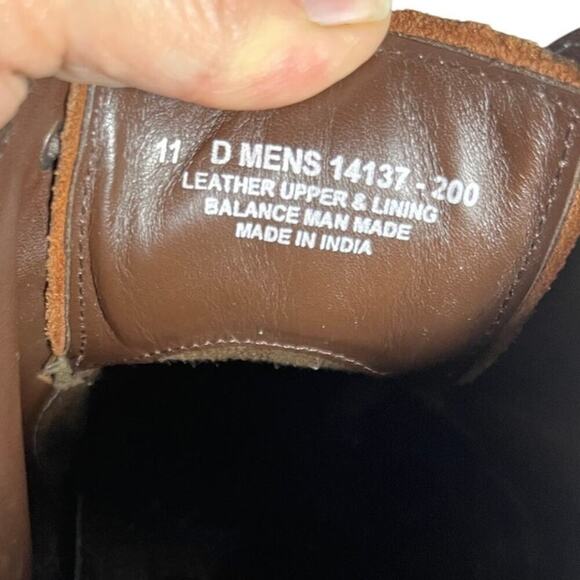 11 D MENS 14137 - 200
LEATHER UPPER & LINING
BALANCE MAN MADE
MADE IN INDIA